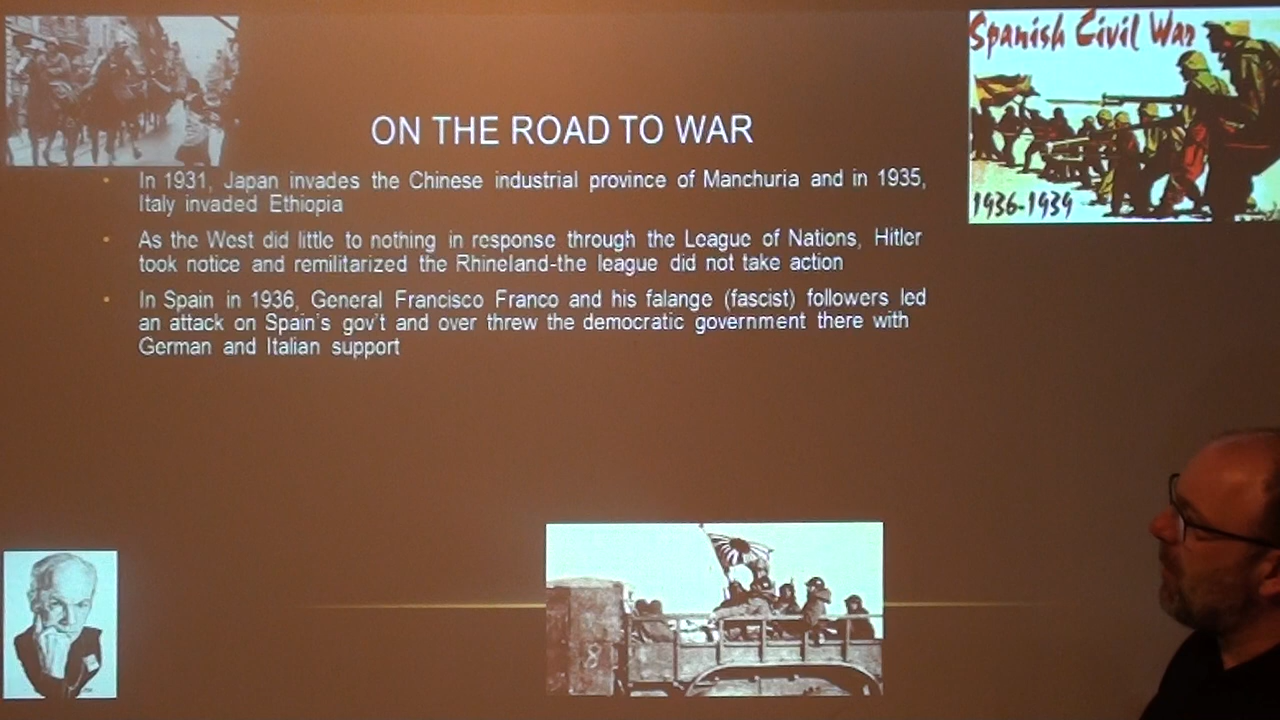 Spanish Civil War
ON THE ROAD TO WAR
In 1931, Japan invades the Chinese industrial province of Manchuria and in 1935,
Italy invaded Ethiopia
As the West did little to nothing in response through the League of Nations, Hitler
took notice and remilitarized the Rhineland-the league did not take action
In Spain in 1936, General Francisco Franco and his falange (fascist) followers led
an attack on Spain's gov't and over threw the democratic government there with
German and Italian support
1936-1939
8